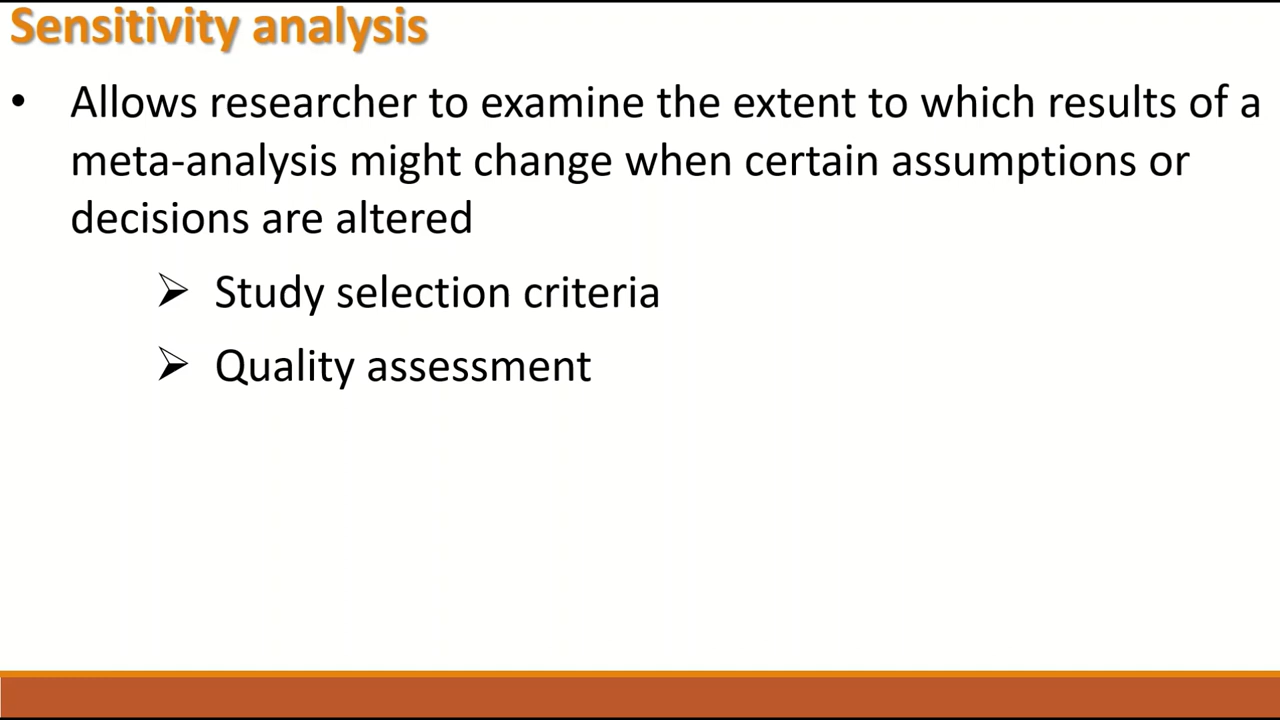 Sensitivity analysis
• Allows researcher to examine the extent to which results of a
meta-analysis might change when certain assumptions or
decisions are altered
➢ Study selection criteria
➢ Quality assessment